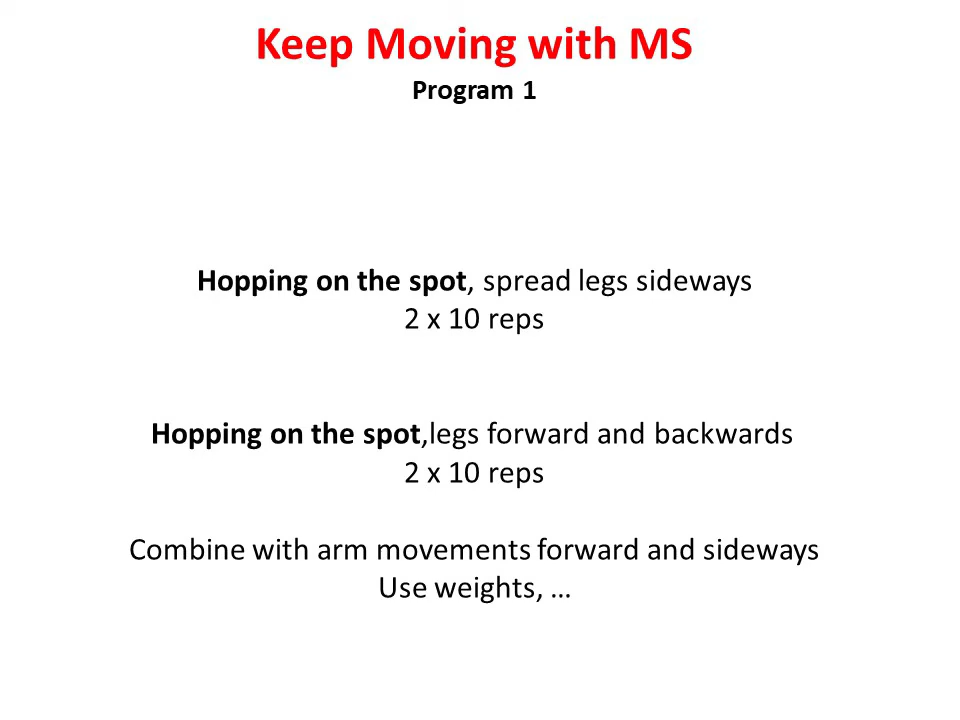 Keep Moving with MS
Program 1
Hopping on the spot, spread legs sideways
2 x 10 reps
Hopping on the spot,legs forward and backwards
2 x 10 reps
Combine with arm movements forward and sideways
Use weights, …